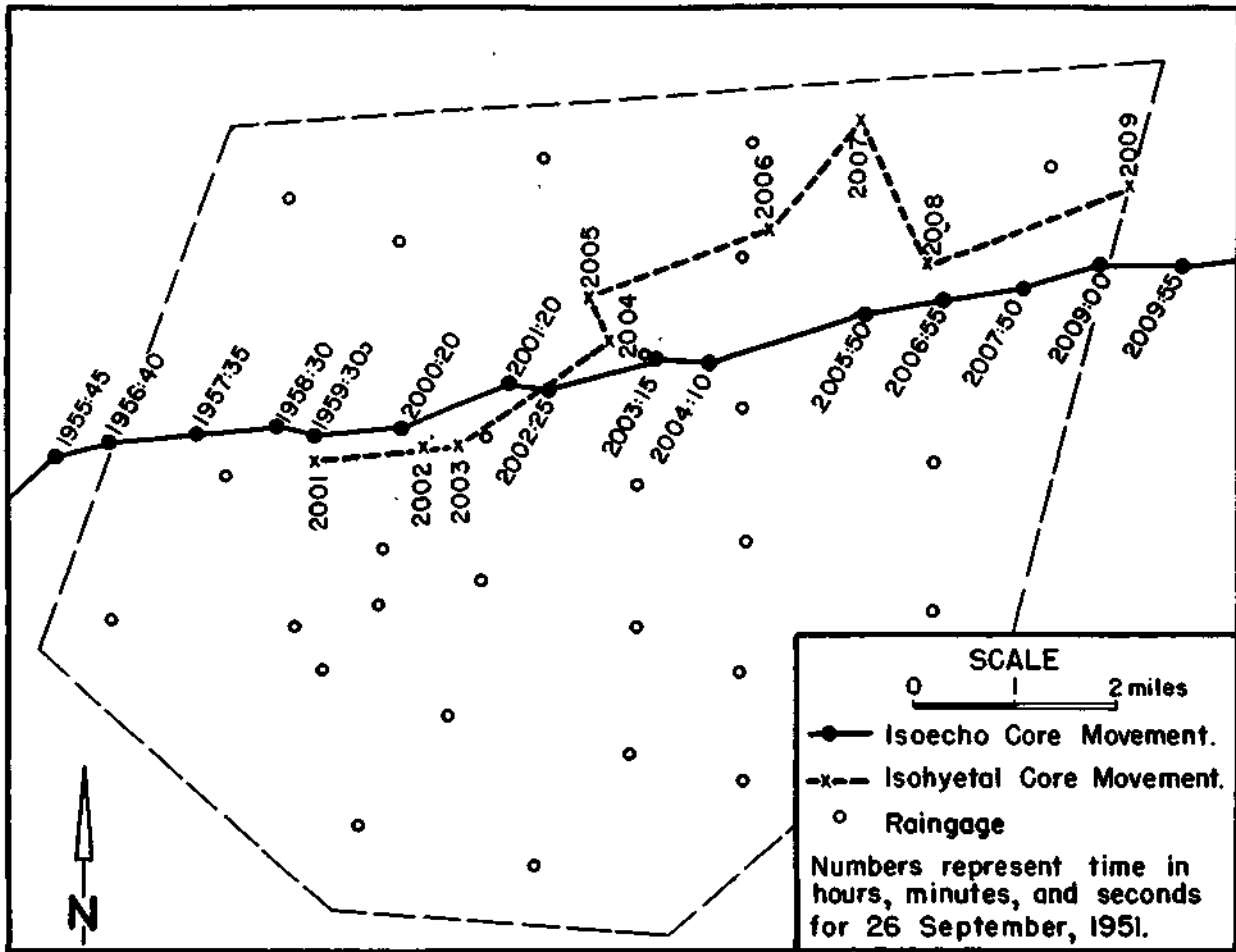 2009
2007
2006
2008
2005
2004
1955:45
1956:40
1957:35
1958:30
1959:30
2000:20
2001:20
2002:25
2003:15
2004:10
2005:50
2006:55
2007:50
2009:00
2009:55
2001
2002
2003
SCALE
0 1 2 miles
Isoecho Core Movement.
Isohyetal Core Movement.
Raingage
Numbers represent time in
hours, minutes, and seconds
for 26 September, 1951.
N